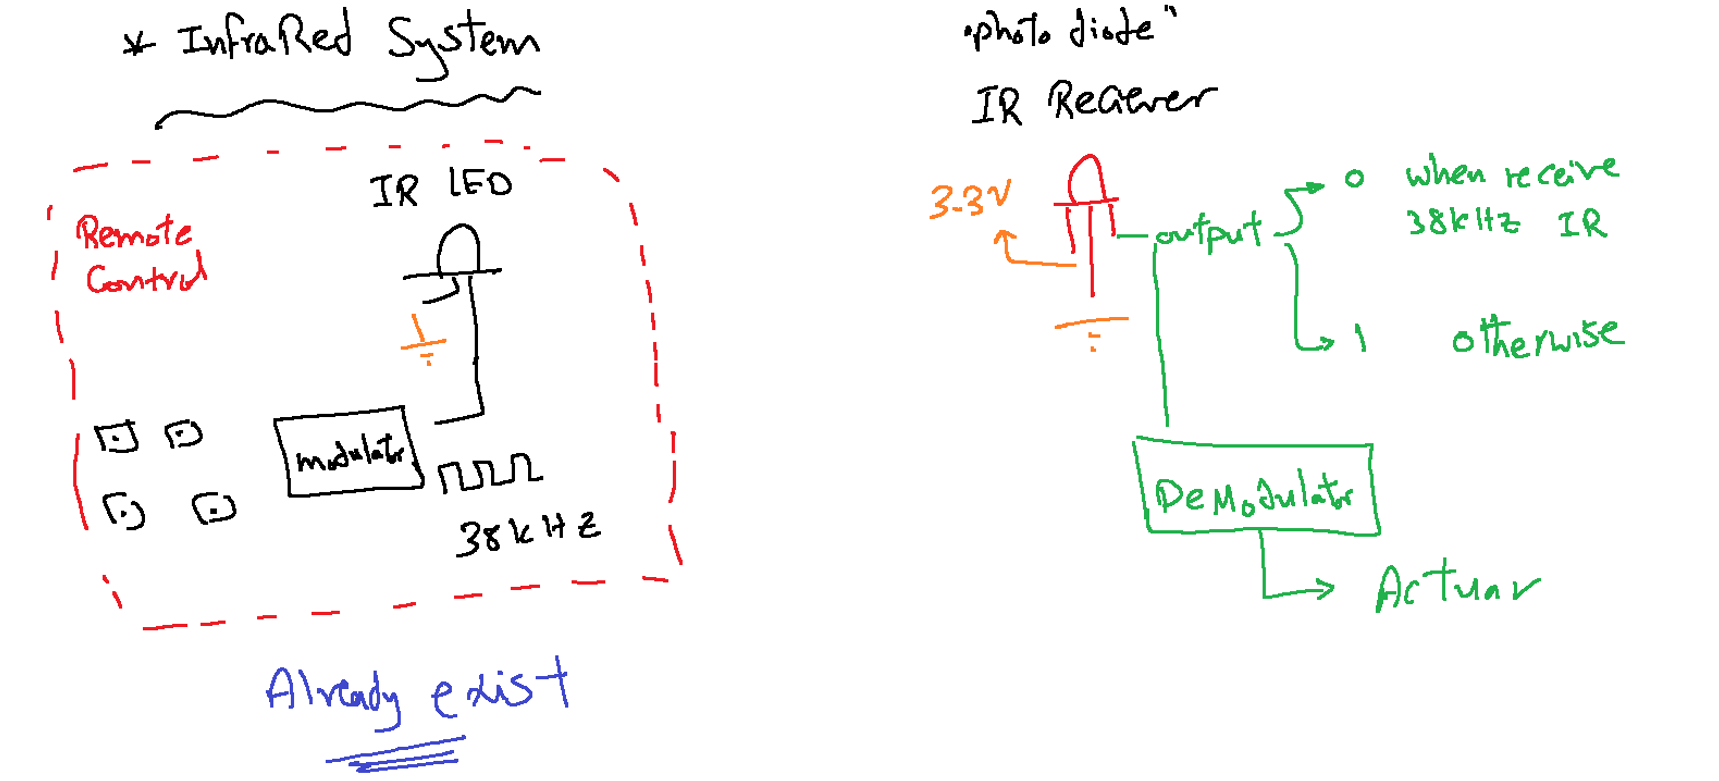 * InfraRed System
"photo diode"
IR Reciever
IR LED
Remote
Control
3.3V
output
0 when receive
38kHz IR
1 otherwise
modulator
38kHz
DeModulator
Actuar
Already exist